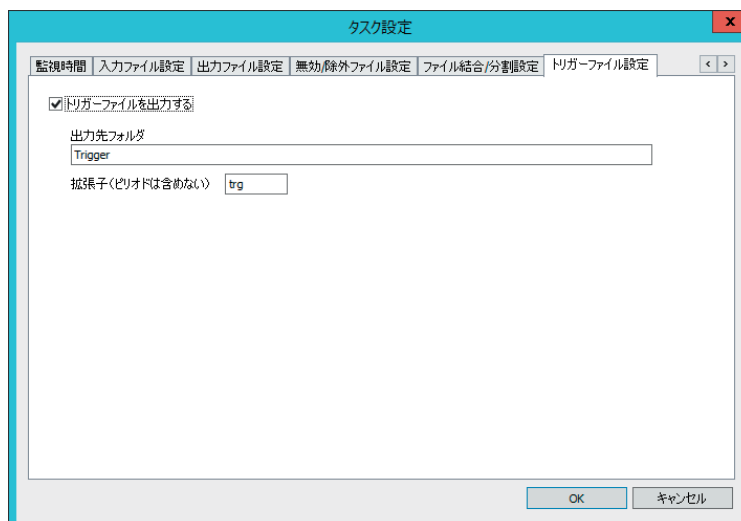 タスク設定
x
監視時間 入力ファイル設定 出力ファイル設定 無効/除外ファイル設定 ファイル結合/分割設定 トリガーファイル設定 < >
トリガーファイルを出力する
出力先フォルダ
Trigger
拡張子(ピリオドは含めない) trg
OK キャンセル